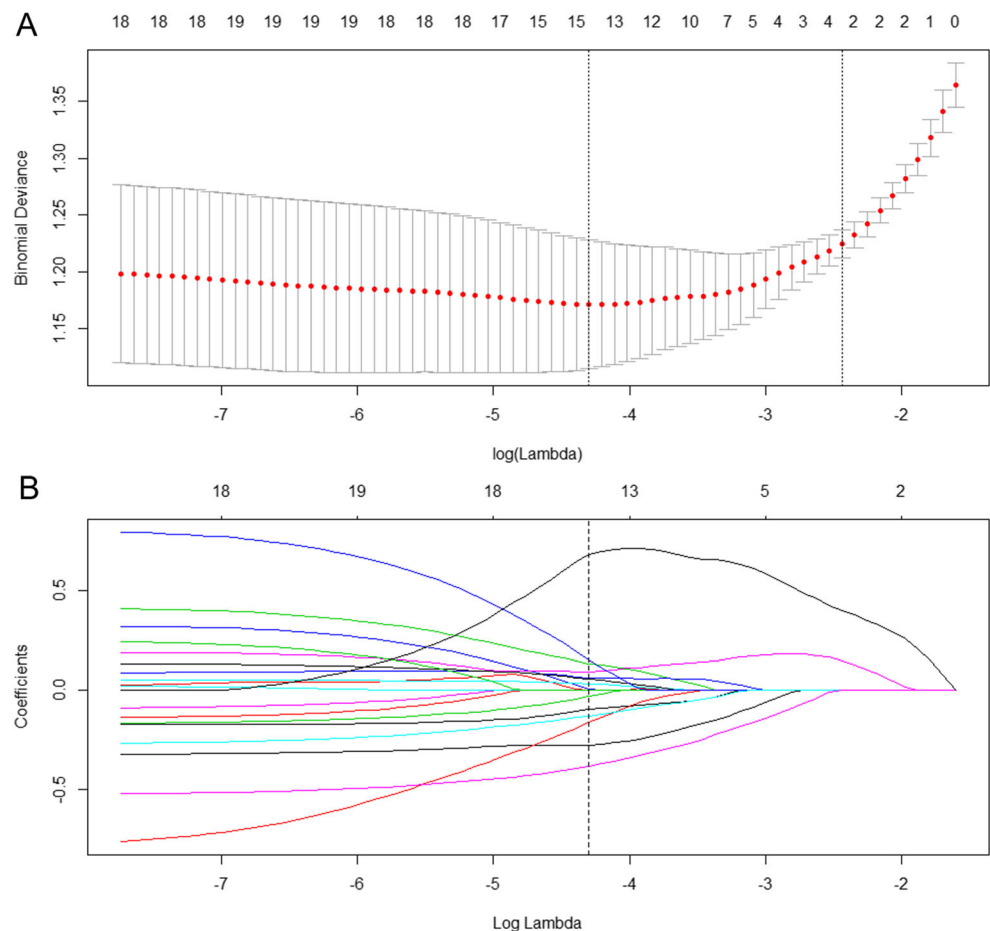 A
18 18 18 19 19 19 19 18 18 18 17 15 15 13 12 10 7 5 4 4 2 2 2 1 0
1.35
1.30
1.25
1.20
1.15
Binomial Deviance
-7 -6 -5 -4 -3 -2
log(Lambda)
B
18 19 18 13 5 2
0.5
0.0
-0.5
Coefficients
-7 -6 -5 -4 -3 -2
Log Lambda